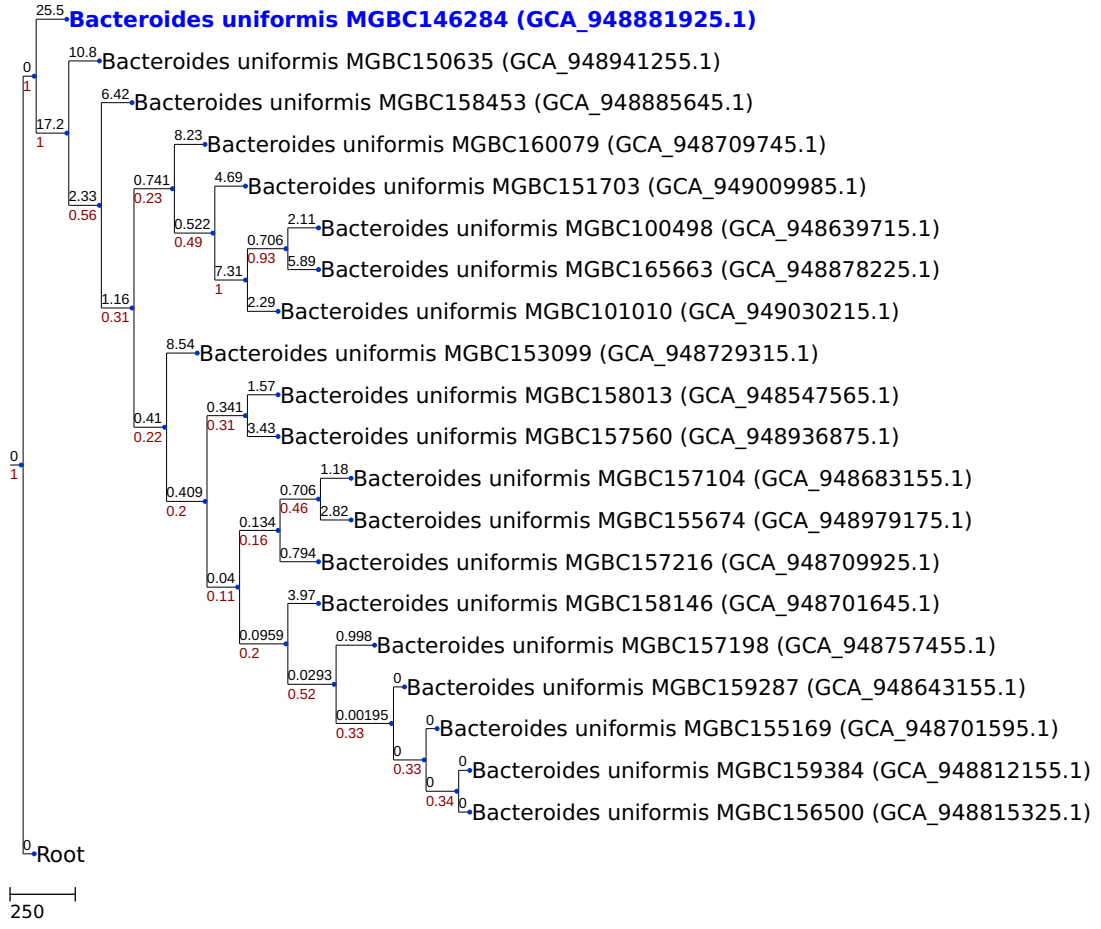 25.5 Bacteroides uniformis MGBC146284 (GCA_948881925.1)
10.8 Bacteroides uniformis MGBC150635 (GCA_948941255.1)
0
1
6.42 Bacteroides uniformis MGBC158453 (GCA_948885645.1)
17.2
1
8.23 Bacteroides uniformis MGBC160079 (GCA_948709745.1)
0.741
0.23
4.69 Bacteroides uniformis MGBC151703 (GCA_949009985.1)
2.33
0.56
0.522
0.49
2.11 Bacteroides uniformis MGBC100498 (GCA_948639715.1)
0.706
0.93
5.89 Bacteroides uniformis MGBC165663 (GCA_948878225.1)
7.31
1
1.16
0.31
2.29 Bacteroides uniformis MGBC101010 (GCA_949030215.1)
8.54 Bacteroides uniformis MGBC153099 (GCA_948729315.1)
1.57 Bacteroides uniformis MGBC158013 (GCA_948547565.1)
0.341
0.31
0.41
0.22
3.43 Bacteroides uniformis MGBC157560 (GCA_948936875.1)
0
1
1.18 Bacteroides uniformis MGBC157104 (GCA_948683155.1)
0.409
0.2
0.706
0.46
2.82 Bacteroides uniformis MGBC155674 (GCA_948979175.1)
0.134
0.16
0.794 Bacteroides uniformis MGBC157216 (GCA_948709925.1)
0.04
0.11
3.97 Bacteroides uniformis MGBC158146 (GCA_948701645.1)
0.0959
0.2
0.998 Bacteroides uniformis MGBC157198 (GCA_948757455.1)
0.0293
0.52
0 Bacteroides uniformis MGBC159287 (GCA_948643155.1)
0.00195
0.33
0 Bacteroides uniformis MGBC155169 (GCA_948701595.1)
0
0.33
0 Bacteroides uniformis MGBC159384 (GCA_948812155.1)
0
0.34
0 Bacteroides uniformis MGBC156500 (GCA_948815325.1)
0 Root
250